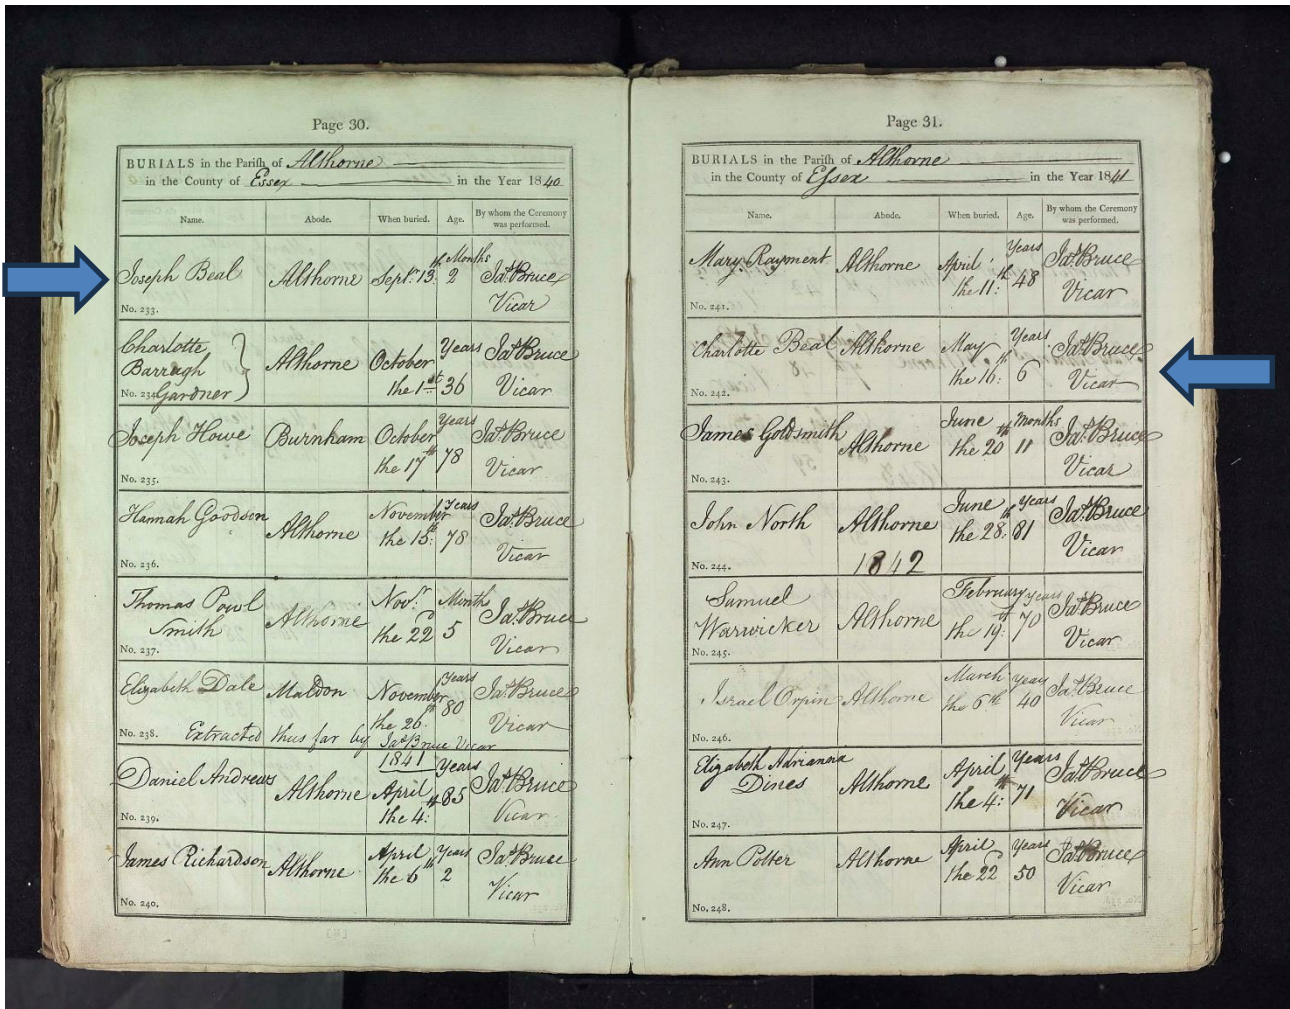 Page 30.
BURIALS in the Parish of Althorne
in the County of Essex in the Year 1840
Name. Abode. When buried. Age. By whom the Ceremony was performed.
Joseph Beal Althorne Septr. 13th 2 Months Jas. Bruce Vicar
No. 233.
Charlotte Barragh Gardner Althorne October the 1st 36 Years Jas. Bruce Vicar
No. 234.
Joseph Howe Burnham October the 17th 78 Years Jas. Bruce Vicar
No. 235.
Hannah Goodson Althorne November the 15th 78 Years Jas. Bruce Vicar
No. 236.
Thomas Powl Smith Althorne Novr. the 22d 5 Month Jas. Bruce Vicar
No. 237.
Elizabeth Dale Maldon November the 26th 80 Years Jas. Bruce Vicar
No. 238. Extracted thus far by Jas. Bruce Vicar
1841
Daniel Andrews Althorne April the 4th 85 Years Jas. Bruce Vicar
No. 239.
James Richardson Althorne April the 6th 2 Years Jas. Bruce Vicar
No. 240.
Page 31.
BURIALS in the Parish of Althorne
in the County of Essex in the Year 1841
Name. Abode. When buried. Age. By whom the Ceremony was performed.
Mary Rayment Althorne April the 11th 48 Years Jas. Bruce Vicar
No. 241.
Charlotte Beal Althorne May the 16th 6 Years Jas. Bruce Vicar
No. 242.
James Goldsmith Althorne June the 20th 11 Months Jas. Bruce Vicar
No. 243.
John North Althorne June the 28th 81 Years Jas. Bruce Vicar
No. 244.
1842
Samuel Warwicker Althorne February the 19th 70 Years Jas. Bruce Vicar
No. 245.
Israel Orpin Althorne March the 6th 40 Year Jas. Bruce Vicar
No. 246.
Elizabeth Adrianna Dines Althorne April the 4th 71 Years Jas. Bruce Vicar
No. 247.
Ann Potter Althorne April the 22d 50 Years Jas. Bruce Vicar
No. 248.